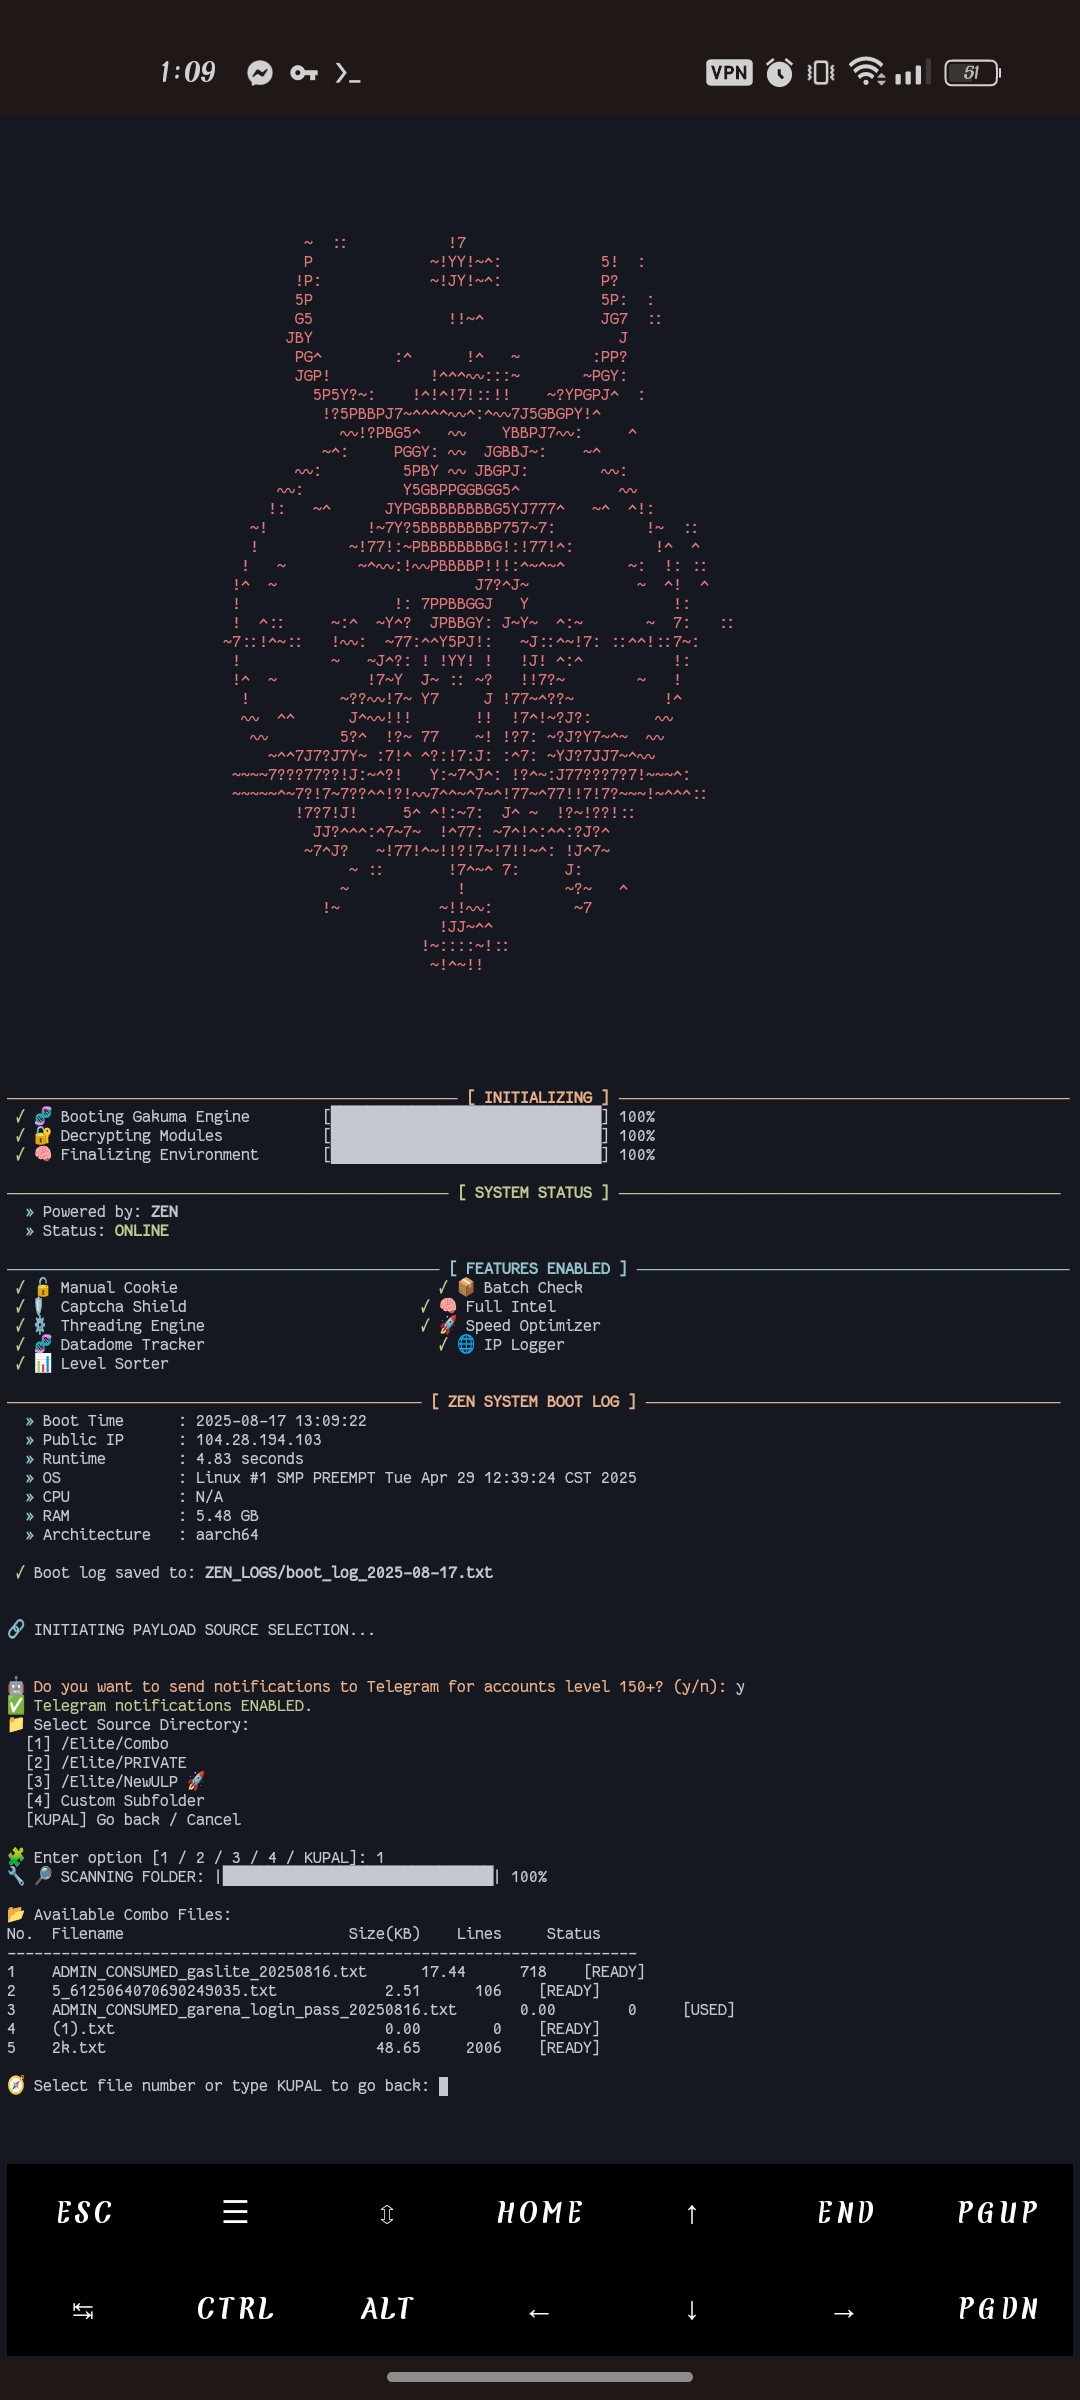 1:09 VPN 51
[ INITIALIZING ]
✓ 🧬 Booting Gakuma Engine [██████████████████████████████] 100%
✓ 🔐 Decrypting Modules [██████████████████████████████] 100%
✓ 🧠 Finalizing Environment [██████████████████████████████] 100%
[ SYSTEM STATUS ]
» Powered by: ZEN
» Status: ONLINE
[ FEATURES ENABLED ]
✓ 🔓 Manual Cookie ✓ 📦 Batch Check
✓ 🛡 Captcha Shield ✓ 🧠 Full Intel
✓ ⚙ Threading Engine ✓ 🚀 Speed Optimizer
✓ 🧬 Datadome Tracker ✓ 🌐 IP Logger
✓ 📊 Level Sorter
[ ZEN SYSTEM BOOT LOG ]
» Boot Time : 2025-08-17 13:09:22
» Public IP : 104.28.194.103
» Runtime : 4.83 seconds
» OS : Linux #1 SMP PREEMPT Tue Apr 29 12:39:24 CST 2025
» CPU : N/A
» RAM : 5.48 GB
» Architecture : aarch64
✓ Boot log saved to: ZEN_LOGS/boot_log_2025-08-17.txt
🔗 INITIATING PAYLOAD SOURCE SELECTION...
🤖 Do you want to send notifications to Telegram for accounts level 150+? (y/n): y
✅ Telegram notifications ENABLED.
📁 Select Source Directory:
[1] /Elite/Combo
[2] /Elite/PRIVATE
[3] /Elite/NewULP 🚀
[4] Custom Subfolder
[KUPAL] Go back / Cancel
🧩 Enter option [1 / 2 / 3 / 4 / KUPAL]: 1
🔧 🔎 SCANNING FOLDER: |██████████████████████████████| 100%
📂 Available Combo Files:
No. Filename Size(KB) Lines Status
----------------------------------------------------------------------
1 ADMIN_CONSUMED_gaslite_20250816.txt 17.44 718 [READY]
2 5_6125064070690249035.txt 2.51 106 [READY]
3 ADMIN_CONSUMED_garena_login_pass_20250816.txt 0.00 0 [USED]
4 (1).txt 0.00 0 [READY]
5 2k.txt 48.65 2006 [READY]
🧭 Select file number or type KUPAL to go back:
ESC ☰ ⇳ HOME ↑ END PGUP
↹ CTRL ALT ← ↓ → PGDN